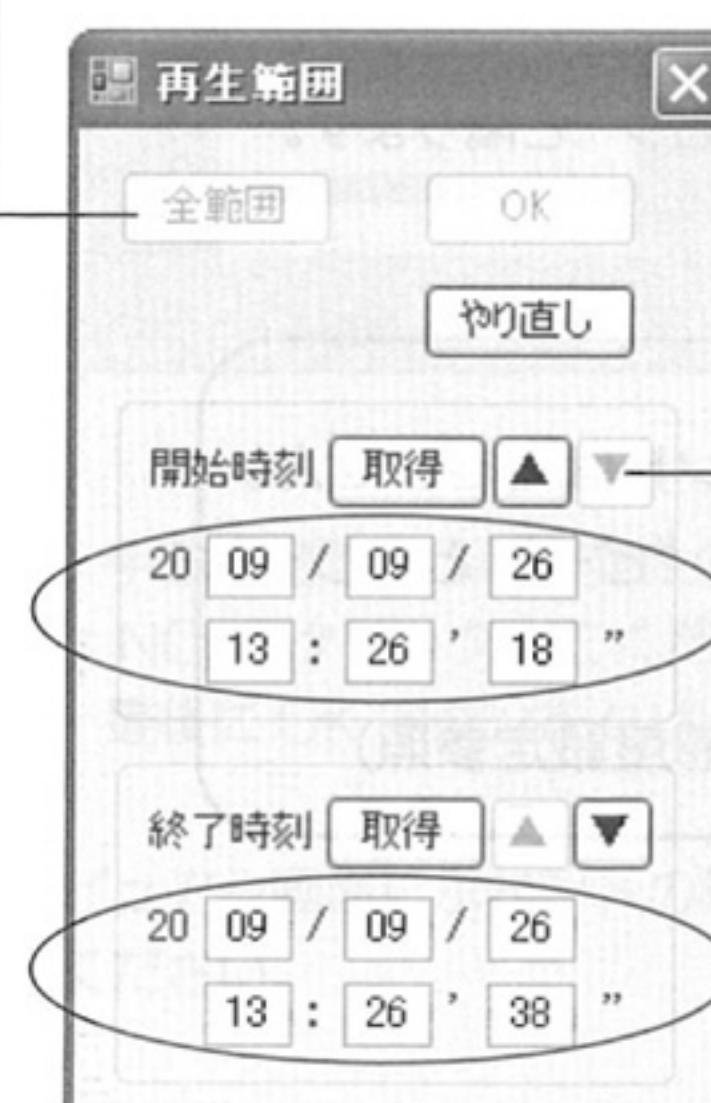 再生範囲
全範囲 OK
やり直し
開始時刻 取得 ▲ ▼
20 09 / 09 / 26
13 : 26 ' 18 "
終了時刻 取得 ▲ ▼
20 09 / 09 / 26
13 : 26 ' 38 "